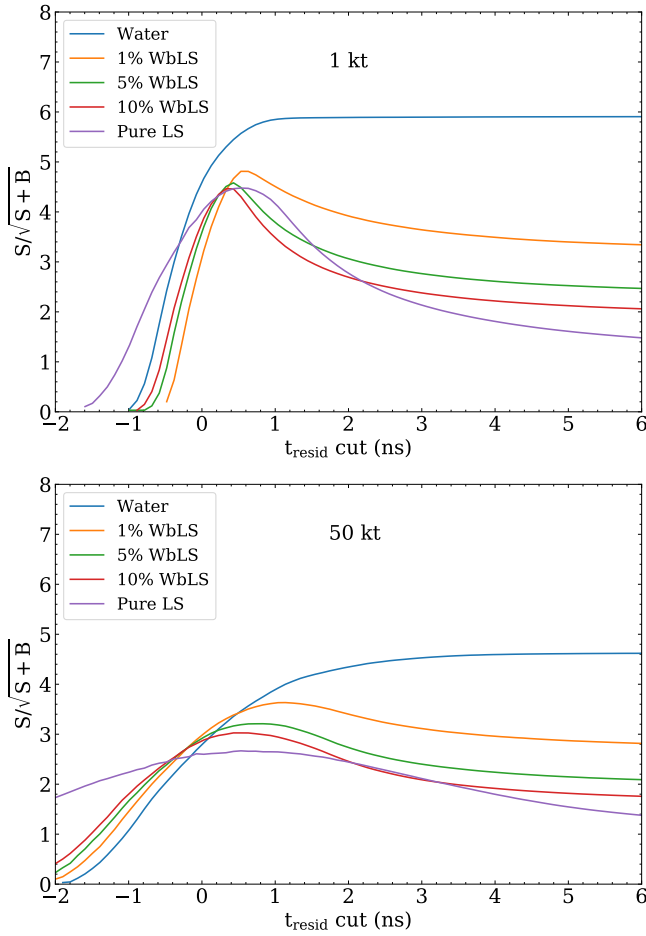 8
7
6
5
4
3
2
1
0
S/√S + B
Water
1% WbLS
5% WbLS
10% WbLS
Pure LS
1 kt
−2 −1 0 1 2 3 4 5 6
t_resid cut (ns)
8
7
6
5
4
3
2
1
0
S/√S + B
Water
1% WbLS
5% WbLS
10% WbLS
Pure LS
50 kt
−2 −1 0 1 2 3 4 5 6
t_resid cut (ns)